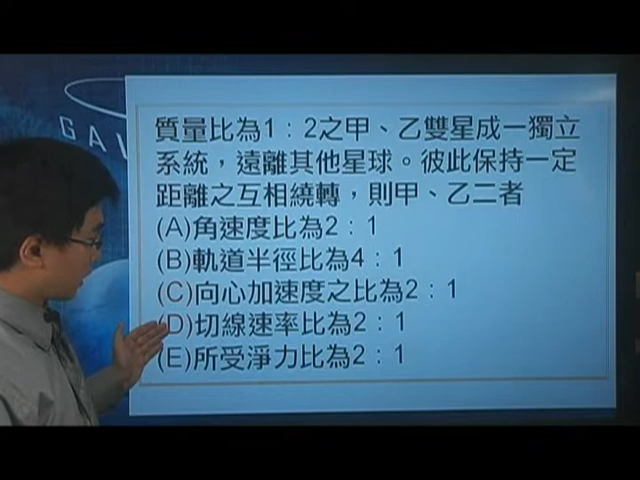 GAL
質量比為1：2之甲、乙雙星成一獨立
系統，遠離其他星球。彼此保持一定
距離之互相繞轉，則甲、乙二者
(A)角速度比為2：1
(B)軌道半徑比為4：1
(C)向心加速度之比為2：1
(D)切線速率比為2：1
(E)所受淨力比為2：1